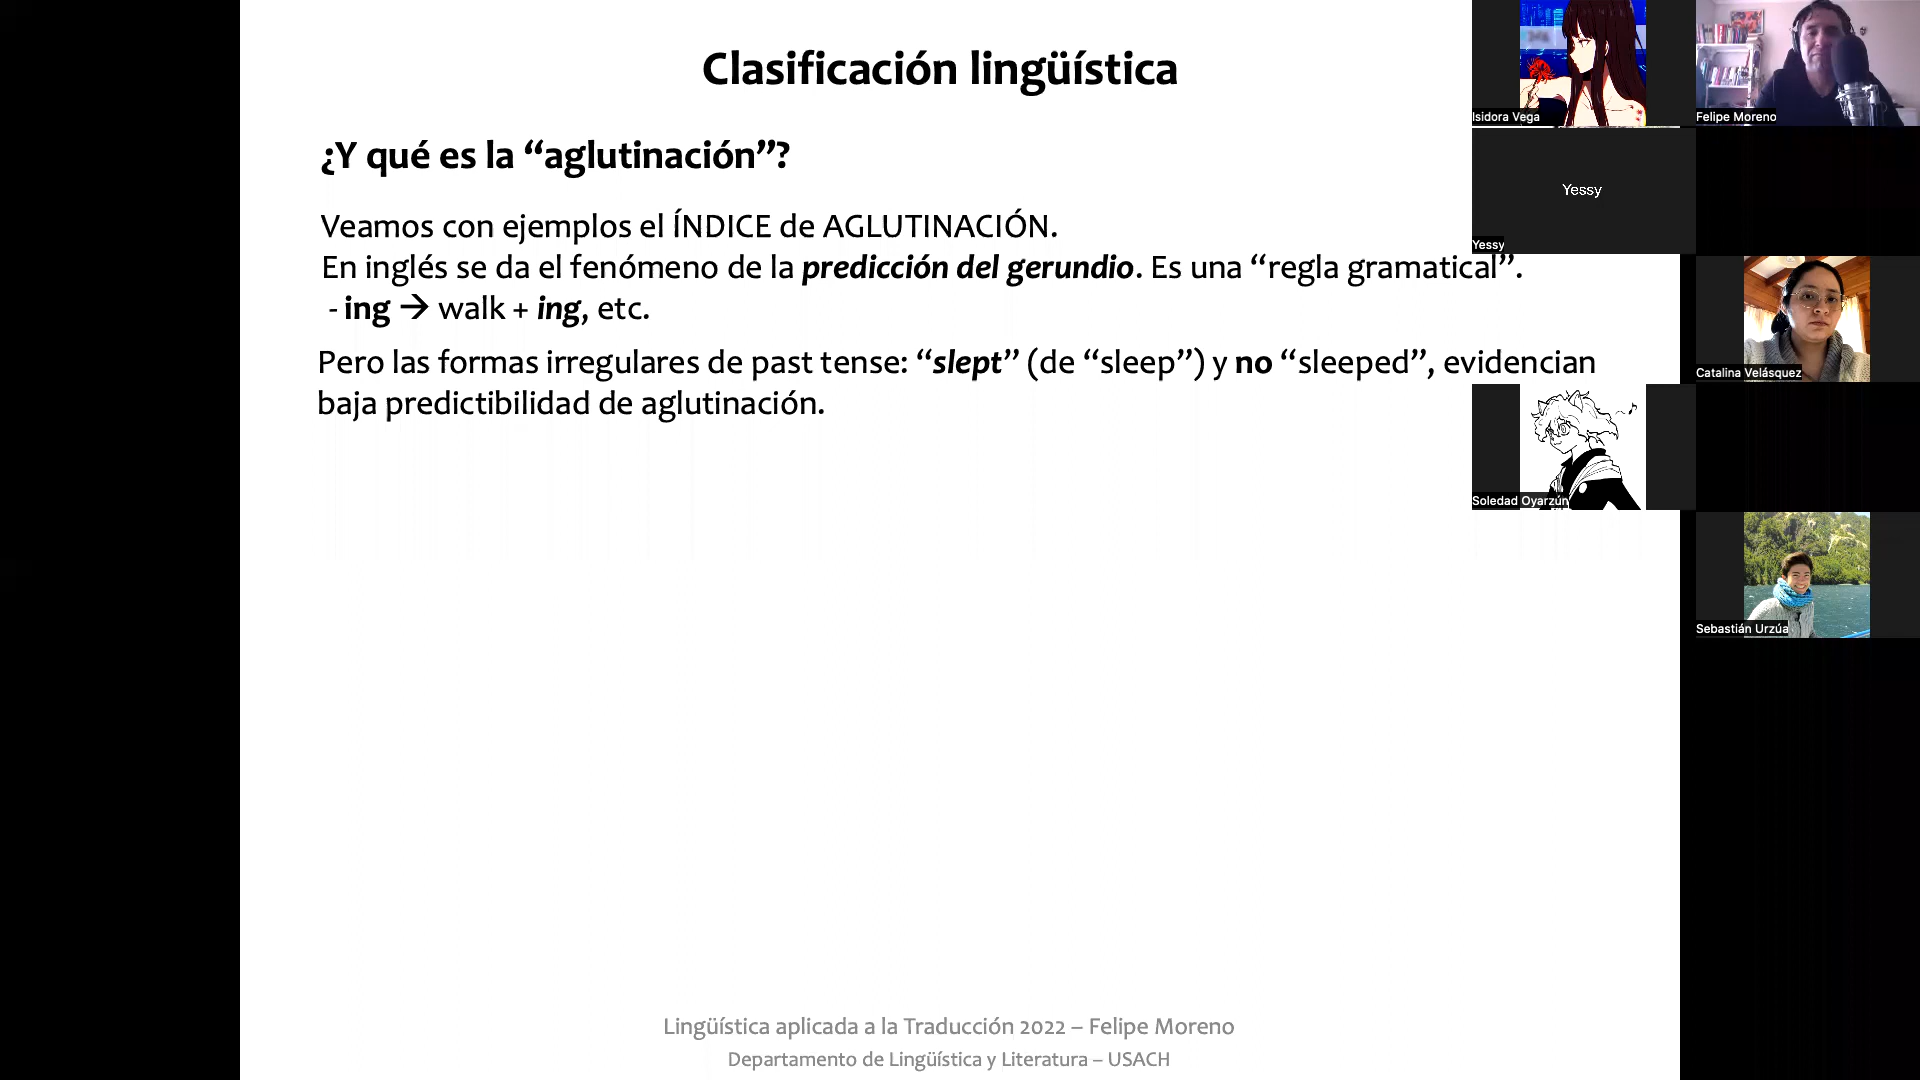 Clasificación lingüística
¿Y qué es la “aglutinación”?
Veamos con ejemplos el ÍNDICE de AGLUTINACIÓN.
En inglés se da el fenómeno de la predicción del gerundio. Es una “regla gramatical”.
- ing → walk + ing, etc.
Pero las formas irregulares de past tense: “slept” (de “sleep”) y no “sleeped”, evidencian
baja predictibilidad de aglutinación.
Lingüística aplicada a la Traducción 2022 – Felipe Moreno
Departamento de Lingüística y Literatura – USACH
Isidora Vega
Felipe Moreno
Yessy
Yessy
Catalina Velásquez
Soledad Oyarzún
Sebastián Urzúa